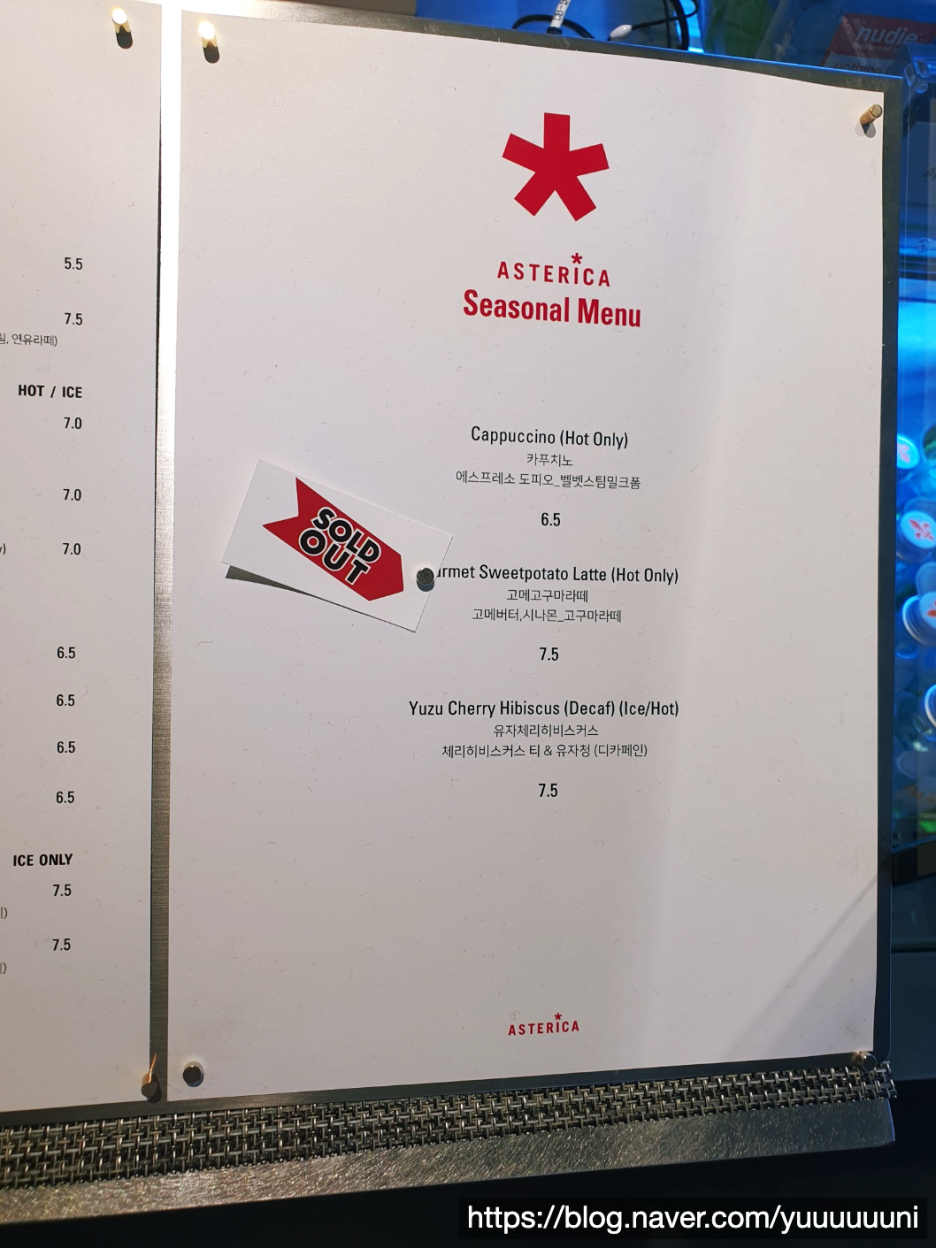 5.5
7.5
연유라떼)
HOT / ICE
7.0
7.0
7.0
6.5
6.5
6.5
6.5
ICE ONLY
7.5
7.5
ASTERICA
Seasonal Menu
Cappuccino (Hot Only)
카푸치노
에스프레소 도피오_벨벳스팀밀크폼
6.5
SOLD
OUT
Sweetpotato Latte (Hot Only)
고메고구마라떼
고메버터,시나몬_고구마라떼
7.5
Yuzu Cherry Hibiscus (Decaf) (Ice/Hot)
유자체리히비스커스
체리히비스커스 티 & 유자청 (디카페인)
7.5
ASTERICA
nudie
https://blog.naver.com/yuuuuuuni